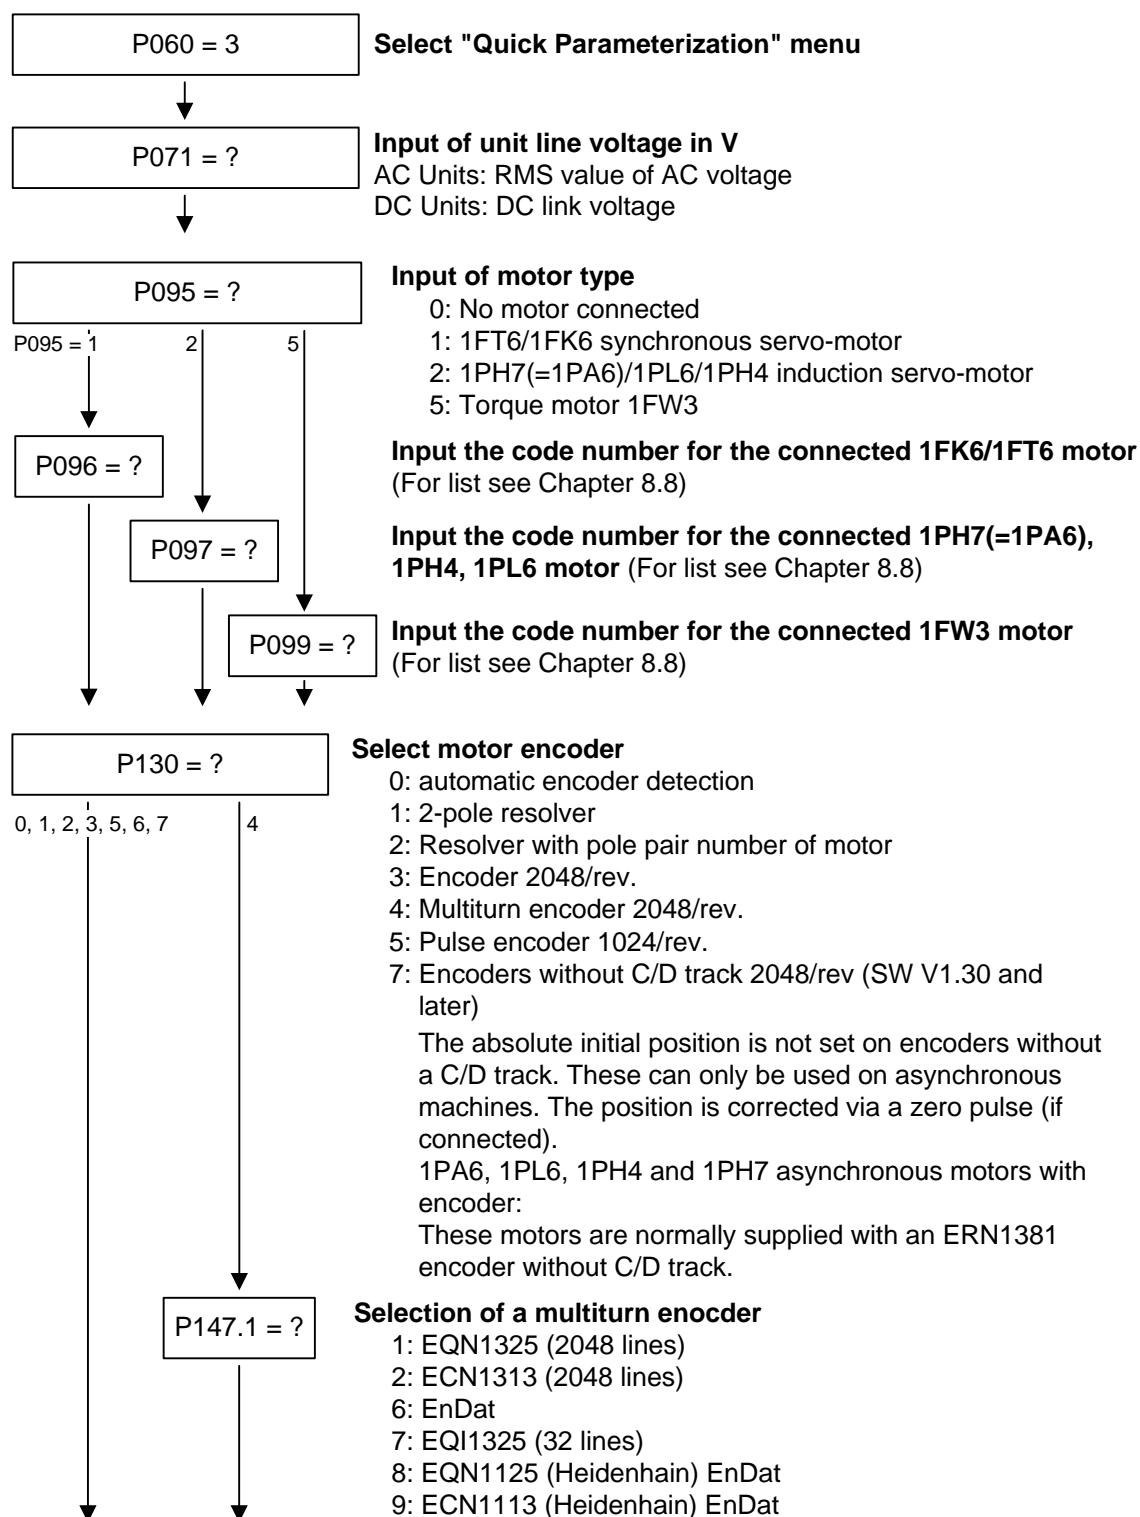 P060 = 3
Select "Quick Parameterization" menu
P071 = ?
Input of unit line voltage in V
AC Units: RMS value of AC voltage
DC Units: DC link voltage
P095 = ?
Input of motor type
0: No motor connected
1: 1FT6/1FK6 synchronous servo-motor
2: 1PH7(=1PA6)/1PL6/1PH4 induction servo-motor
5: Torque motor 1FW3
P095 = 1
2
5
P096 = ?
Input the code number for the connected 1FK6/1FT6 motor
(For list see Chapter 8.8)
P097 = ?
Input the code number for the connected 1PH7(=1PA6),
1PH4, 1PL6 motor (For list see Chapter 8.8)
P099 = ?
Input the code number for the connected 1FW3 motor
(For list see Chapter 8.8)
P130 = ?
Select motor encoder
0: automatic encoder detection
1: 2-pole resolver
2: Resolver with pole pair number of motor
3: Encoder 2048/rev.
4: Multiturn encoder 2048/rev.
5: Pulse encoder 1024/rev.
7: Encoders without C/D track 2048/rev (SW V1.30 and
later)
The absolute initial position is not set on encoders without
a C/D track. These can only be used on asynchronous
machines. The position is corrected via a zero pulse (if
connected).
1PA6, 1PL6, 1PH4 and 1PH7 asynchronous motors with
encoder:
These motors are normally supplied with an ERN1381
encoder without C/D track.
0, 1, 2, 3, 5, 6, 7
4
P147.1 = ?
Selection of a multiturn enocder
1: EQN1325 (2048 lines)
2: ECN1313 (2048 lines)
6: EnDat
7: EQI1325 (32 lines)
8: EQN1125 (Heidenhain) EnDat
9: ECN1113 (Heidenhain) EnDat